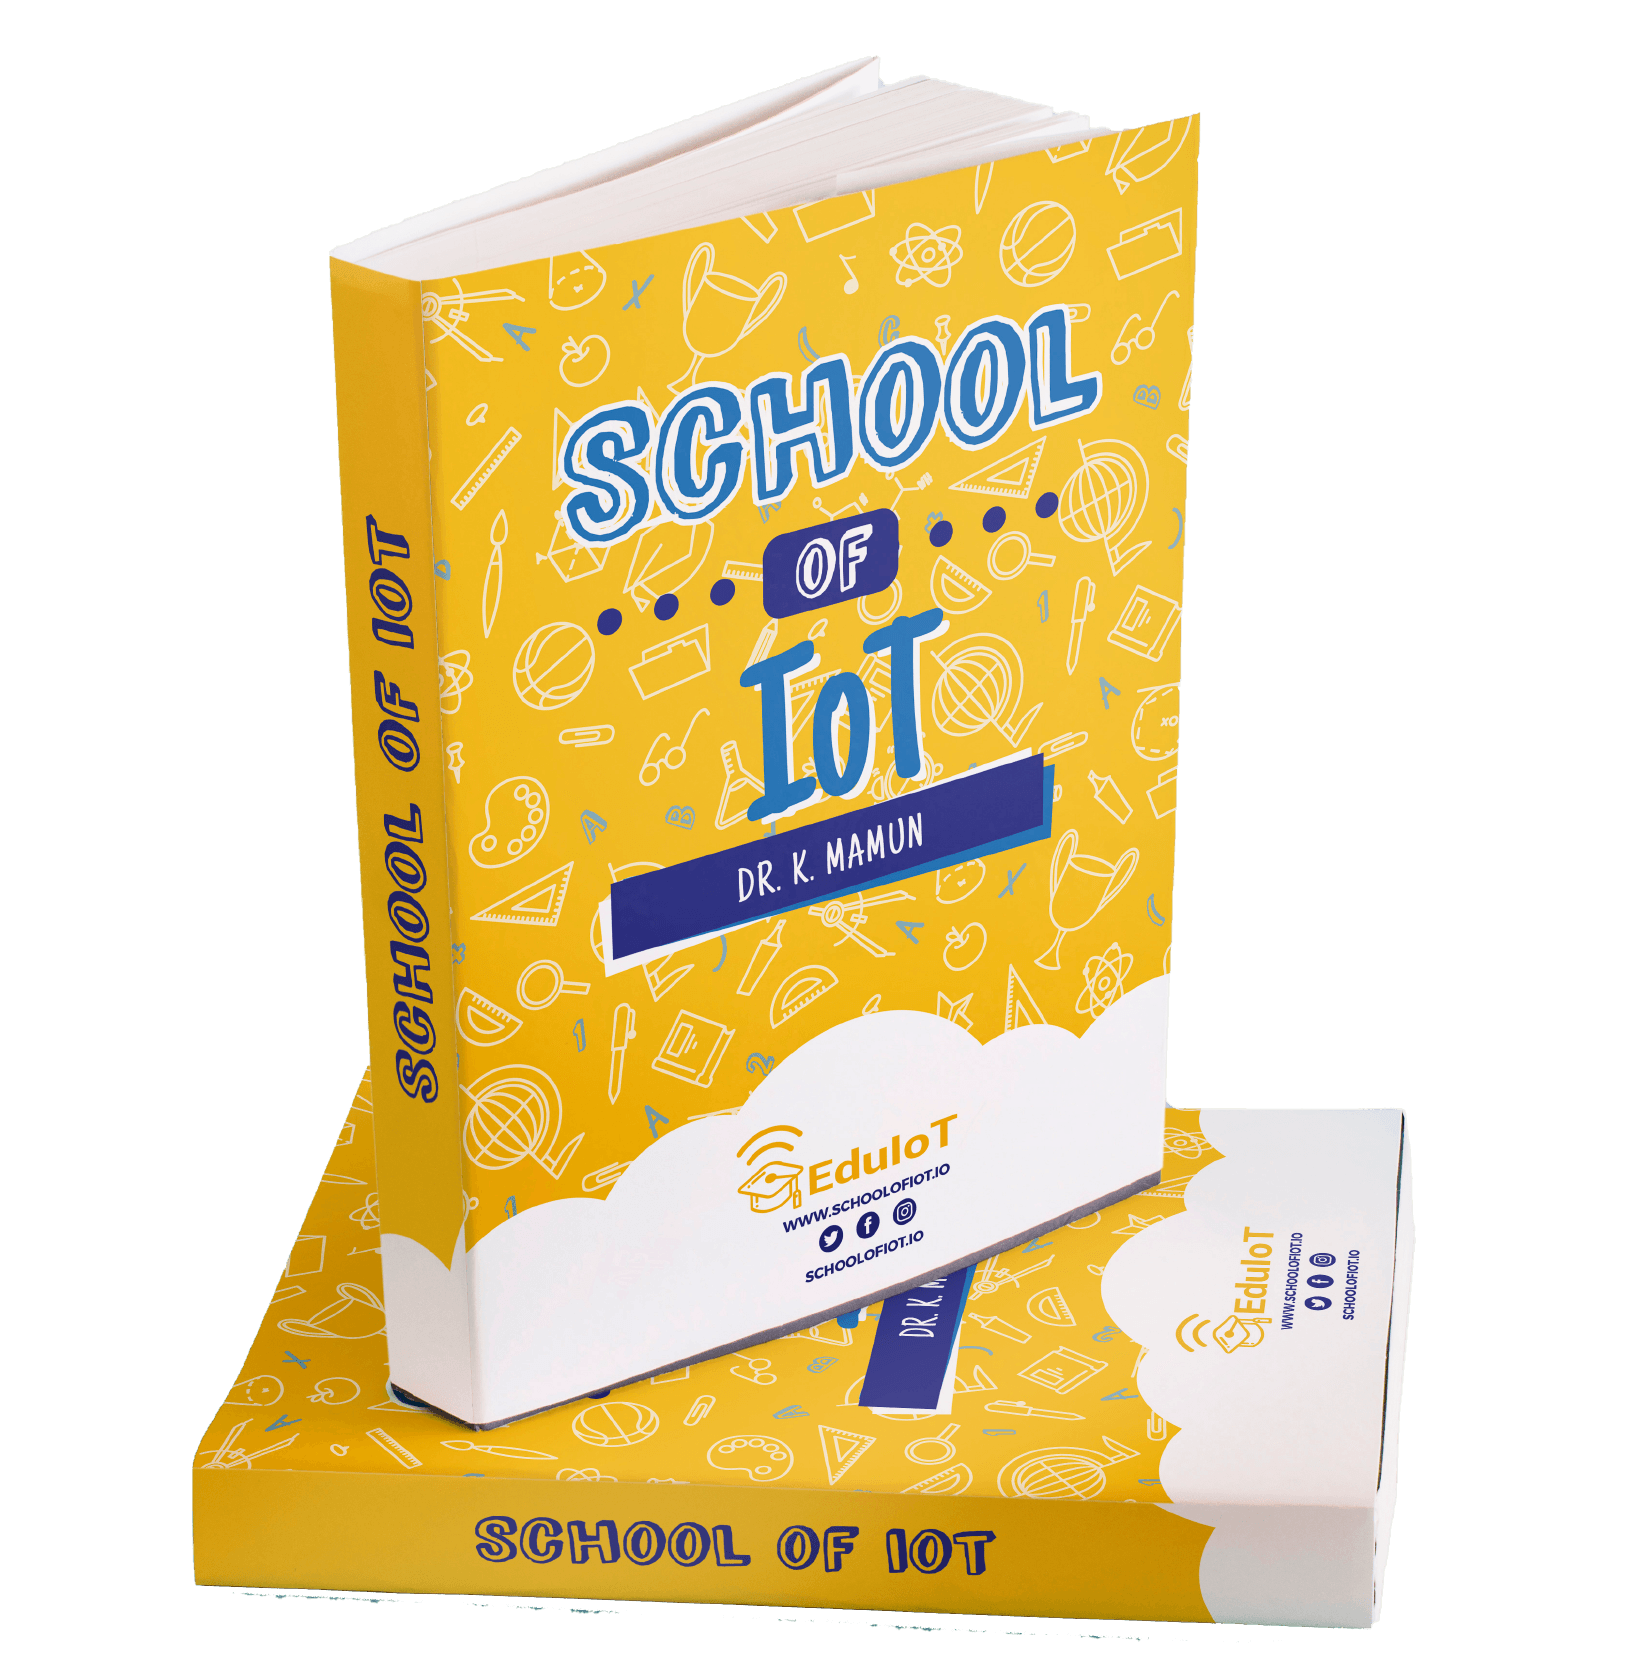 SCHOOL
OF
IoT
DR. K. MAMUN
EduIoT
WWW.SCHOOLOFIOT.IO
SCHOOLOFIOT.IO
SCHOOL OF IOT
DR. K. M
EduIoT
WWW.SCHOOLOFIOT.IO
SCHOOLOFIOT.IO
SCHOOL OF IOT